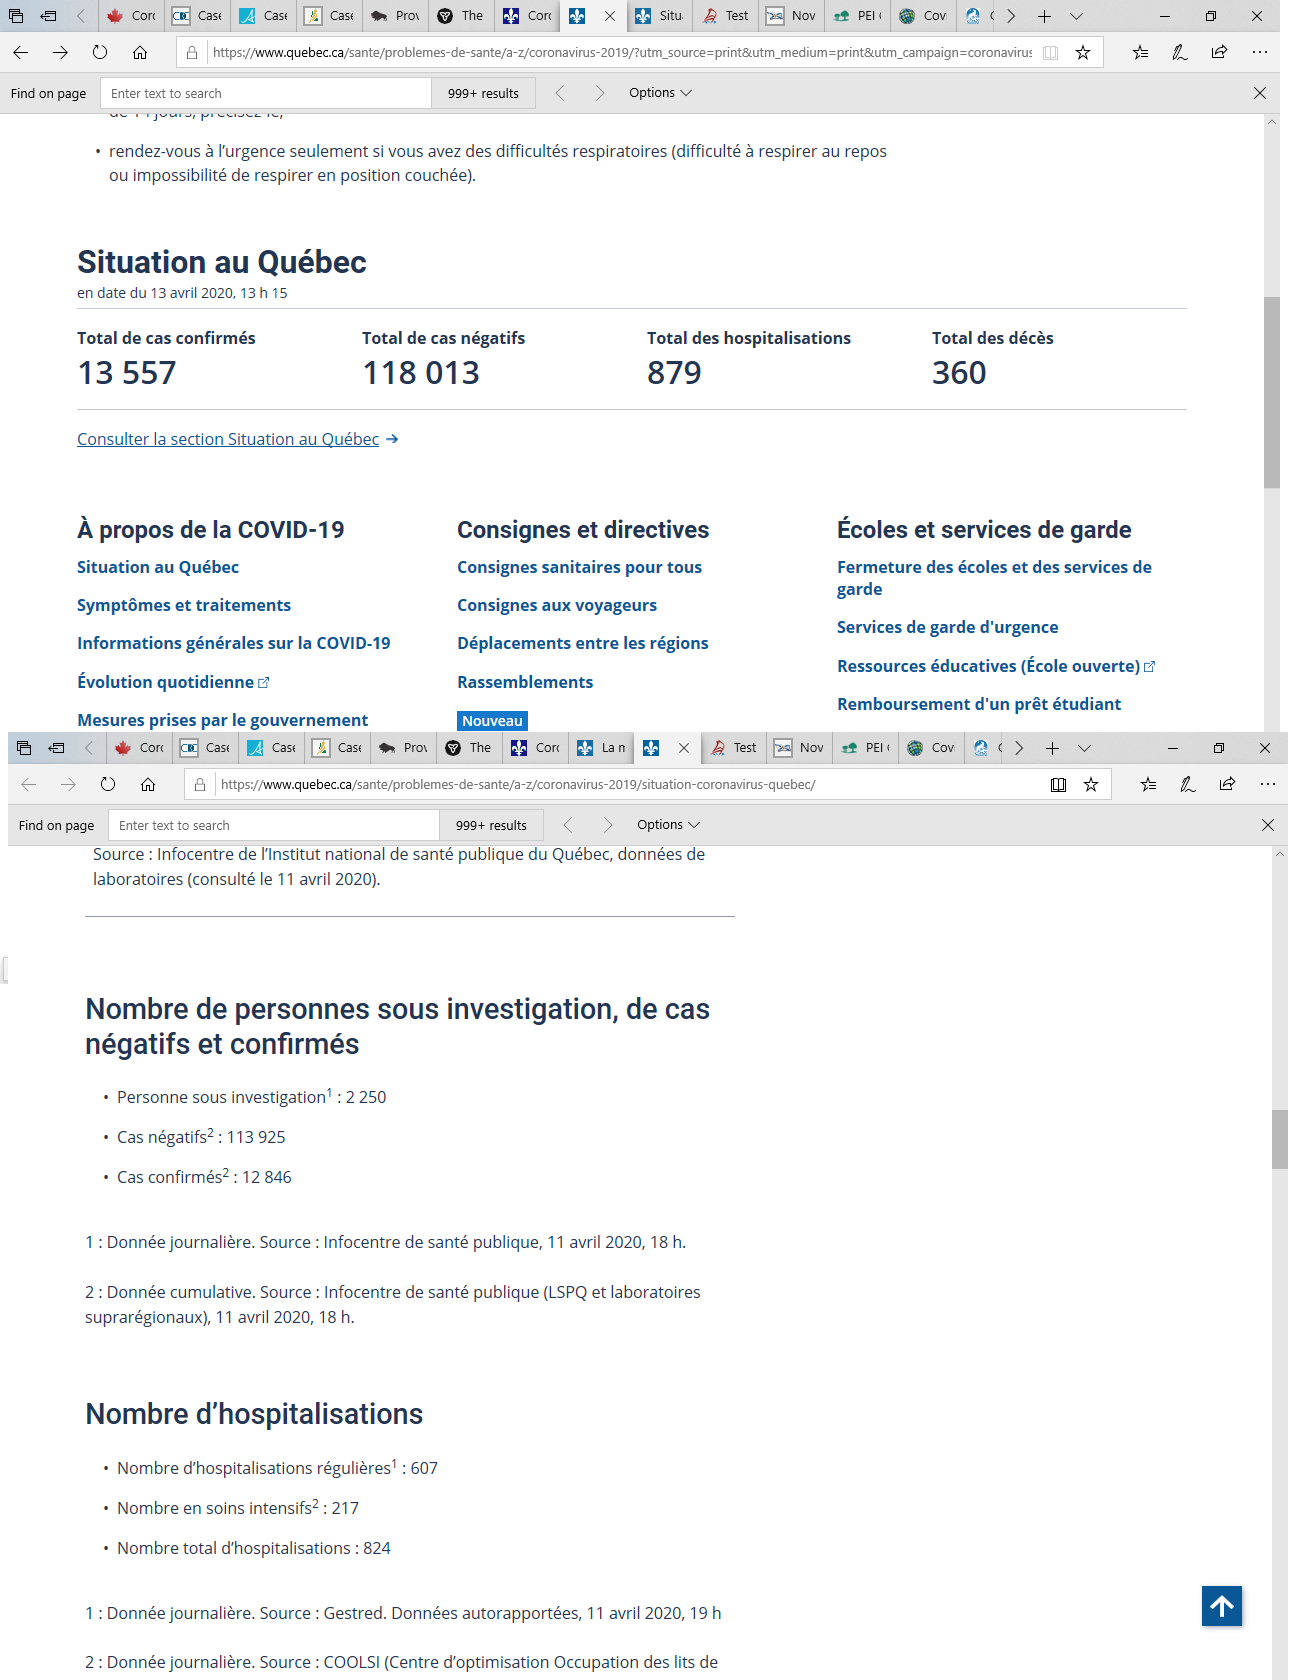 Corc
Case
Case
Case
Prov
The
Corc
Situ
Test
Nov
PEI
Cov
https://www.quebec.ca/sante/problemes-de-sante/a-z/coronavirus-2019/?utm_source=print&utm_medium=print&utm_campaign=coronavirus
Find on page
Enter text to search
999+ results
Options
de 14 jours, précisez-le;
• rendez-vous à l’urgence seulement si vous avez des difficultés respiratoires (difficulté à respirer au repos
ou impossibilité de respirer en position couchée).
Situation au Québec
en date du 13 avril 2020, 13 h 15
Total de cas confirmés
13 557
Total de cas négatifs
118 013
Total des hospitalisations
879
Total des décès
360
Consulter la section Situation au Québec →
À propos de la COVID-19
Situation au Québec
Symptômes et traitements
Informations générales sur la COVID-19
Évolution quotidienne
Mesures prises par le gouvernement
Consignes et directives
Consignes sanitaires pour tous
Consignes aux voyageurs
Déplacements entre les régions
Rassemblements
Nouveau
Écoles et services de garde
Fermeture des écoles et des services de
garde
Services de garde d'urgence
Ressources éducatives (École ouverte)
Remboursement d'un prêt étudiant
Corc
Case
Case
Case
Prov
The
Corc
La m
Test
Nov
PEI
Cov
https://www.quebec.ca/sante/problemes-de-sante/a-z/coronavirus-2019/situation-coronavirus-quebec/
Find on page
Enter text to search
999+ results
Options
Source : Infocentre de l’Institut national de santé publique du Québec, données de
laboratoires (consulté le 11 avril 2020).
Nombre de personnes sous investigation, de cas
négatifs et confirmés
• Personne sous investigation1 : 2 250
• Cas négatifs2 : 113 925
• Cas confirmés2 : 12 846
1 : Donnée journalière. Source : Infocentre de santé publique, 11 avril 2020, 18 h.
2 : Donnée cumulative. Source : Infocentre de santé publique (LSPQ et laboratoires
suprarégionaux), 11 avril 2020, 18 h.
Nombre d’hospitalisations
• Nombre d’hospitalisations régulières1 : 607
• Nombre en soins intensifs2 : 217
• Nombre total d’hospitalisations : 824
1 : Donnée journalière. Source : Gestred. Données autorapportées, 11 avril 2020, 19 h
2 : Donnée journalière. Source : COOLSI (Centre d’optimisation Occupation des lits de